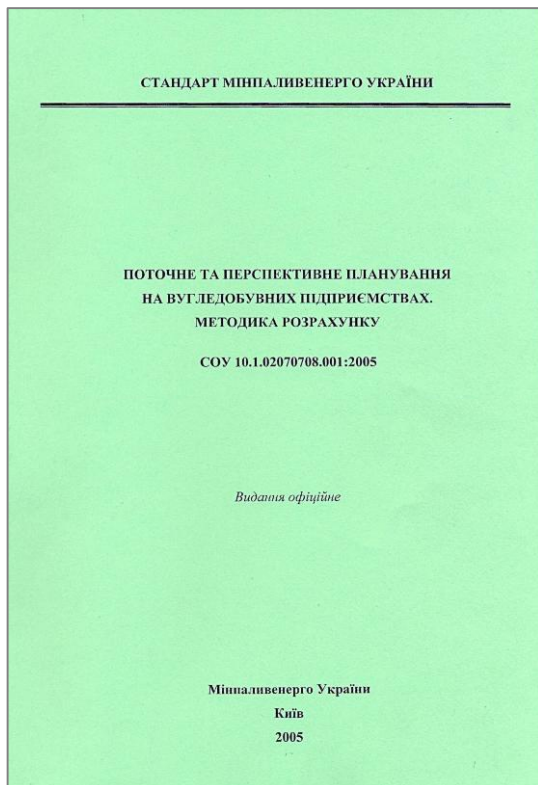 СТАНДАРТ МІНПАЛИВЕНЕРГО УКРАЇНИ
ПОТОЧНЕ ТА ПЕРСПЕКТИВНЕ ПЛАНУВАННЯ
НА ВУГЛЕДОБУВНИХ ПІДПРИЄМСТВАХ.
МЕТОДИКА РОЗРАХУНКУ
СОУ 10.1.02070708.001:2005
Видання офіційне
Мінпаливенерго України
Київ
2005